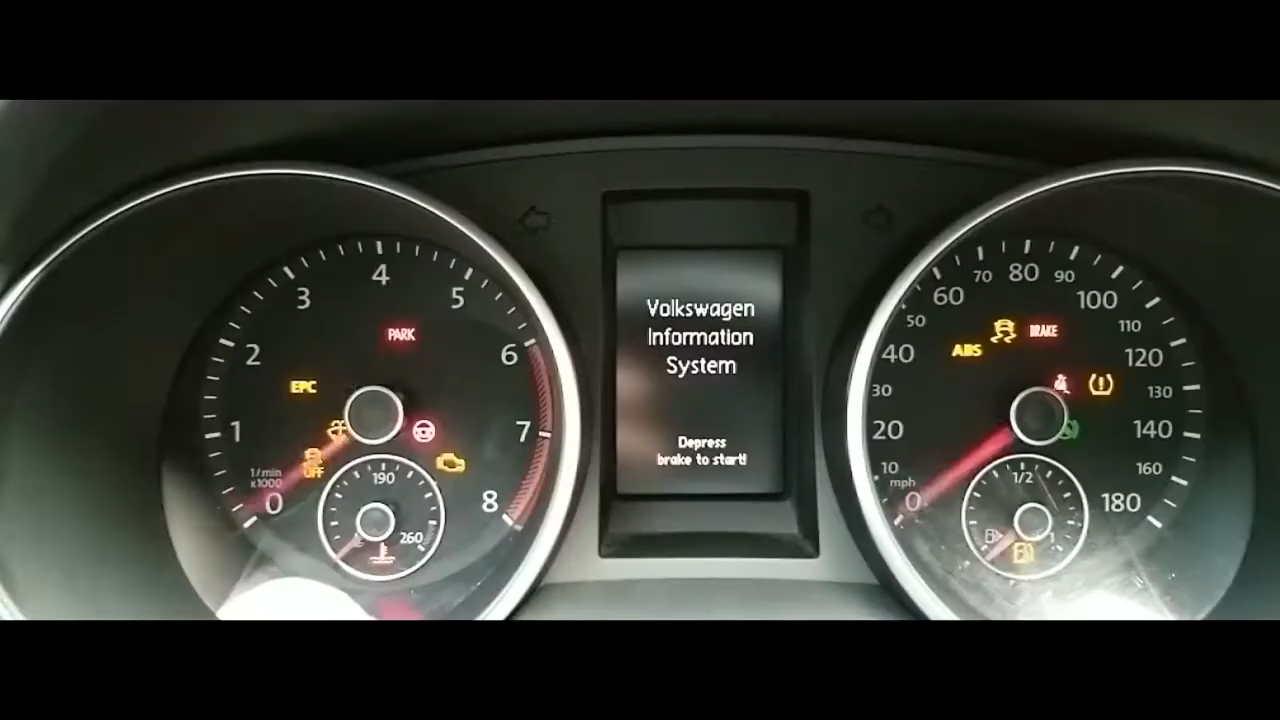 4
3
5
PARK
2
6
EPC
1
7
OFF
1/min
x1000
0
8
190
260
Volkswagen
Information
System
Depress
brake to start!
80
70
90
60
100
50
110
BRAKE
ABS
40
120
30
130
20
140
10
160
mph
0
180
1/2
1